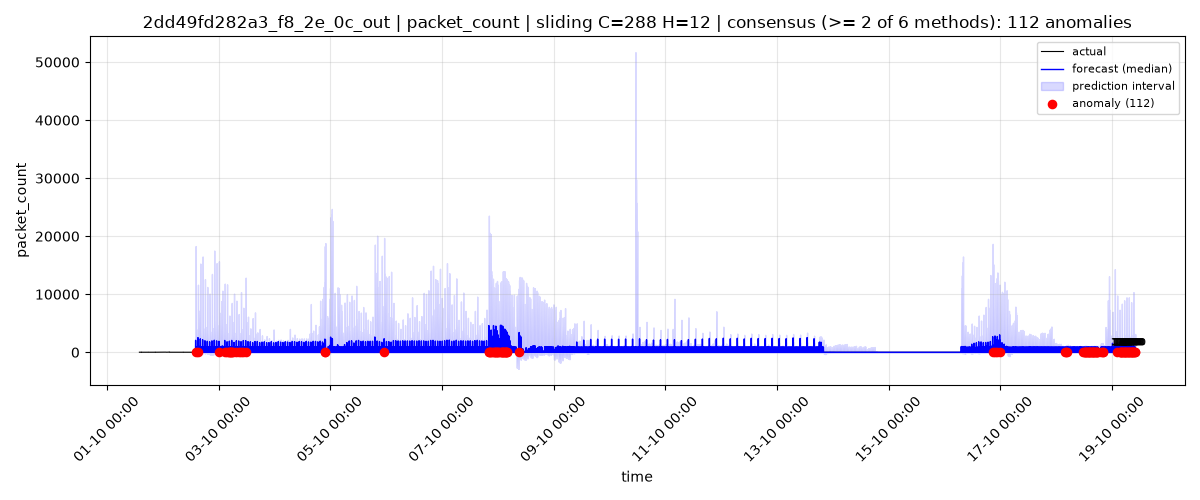 2dd49fd282a3_f8_2e_0c_out | packet_count | sliding C=288 H=12 | consensus (>= 2 of 6 methods): 112 anomalies
actual
forecast (median)
prediction interval
anomaly (112)
packet_count
50000
40000
30000
20000
10000
0
01-10 00:00
03-10 00:00
05-10 00:00
07-10 00:00
09-10 00:00
11-10 00:00
13-10 00:00
15-10 00:00
17-10 00:00
19-10 00:00
time